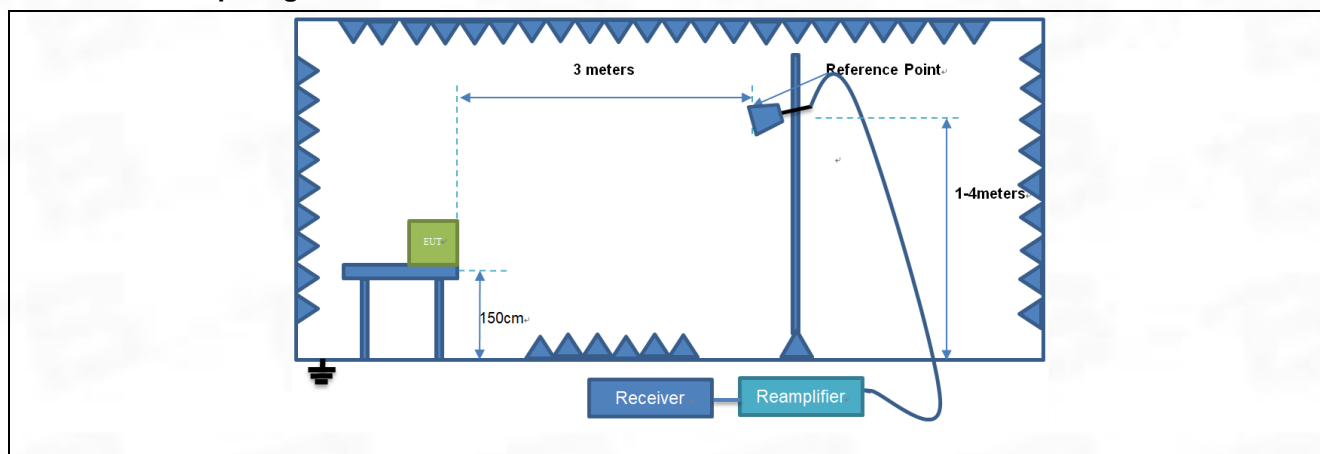 3 meters
Reference Point
1-4meters
EUT
150cm
Receiver
Reamplifier